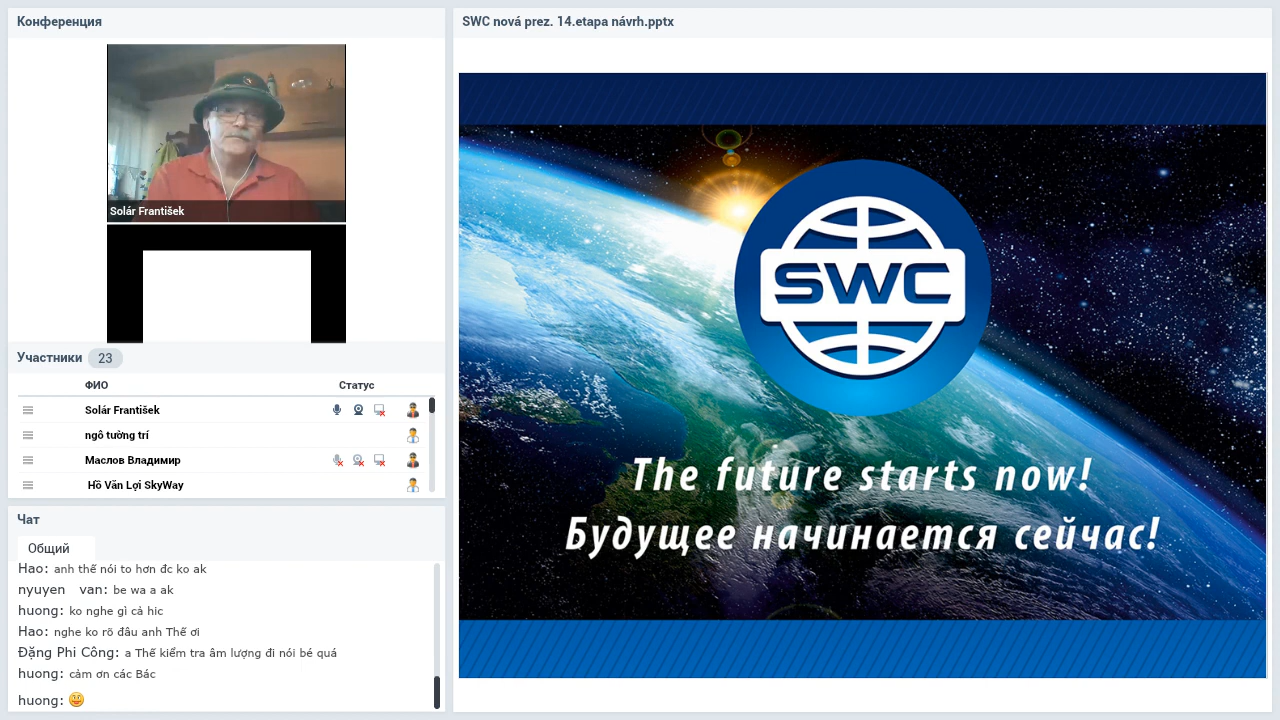 Конференция
Solár František
Участники 23
ФИО Статус
Solár František
ngô tường trí
Маслов Владимир
Hồ Văn Lợi SkyWay
Чат
Общий
Hao: anh thế nói to hơn đc ko ak
nyuyen van: be wa a ak
huong: ko nghe gì cả hic
Hao: nghe ko rõ đâu anh Thế ơi
Đặng Phi Công: a Thế kiểm tra âm lượng đi nói bé quá
huong: cảm ơn các Bác
huong:
SWC nová prez. 14.etapa návrh.pptx
SWC
The future starts now!
Будущее начинается сейчас!